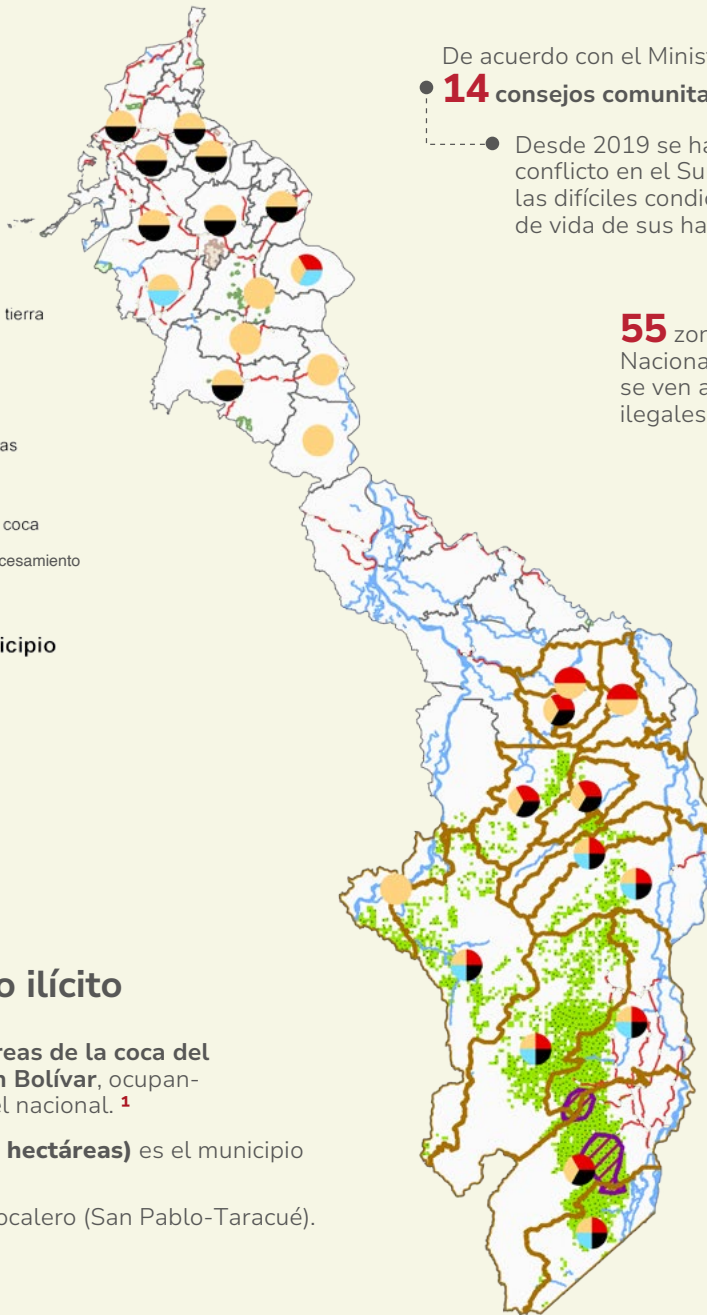 De acuerdo con el Minis
14 consejos comunita
Desde 2019 se ha
conflicto en el Su
las difíciles condi
de vida de sus ha
tierra
55 zon
Naciona
se ven a
ilegales
as
coca
cesamiento
icipio
o ilícito
reas de la coca del
n Bolívar, ocupan-
el nacional. 1
hectáreas) es el municipio
ocalero (San Pablo-Taracué).